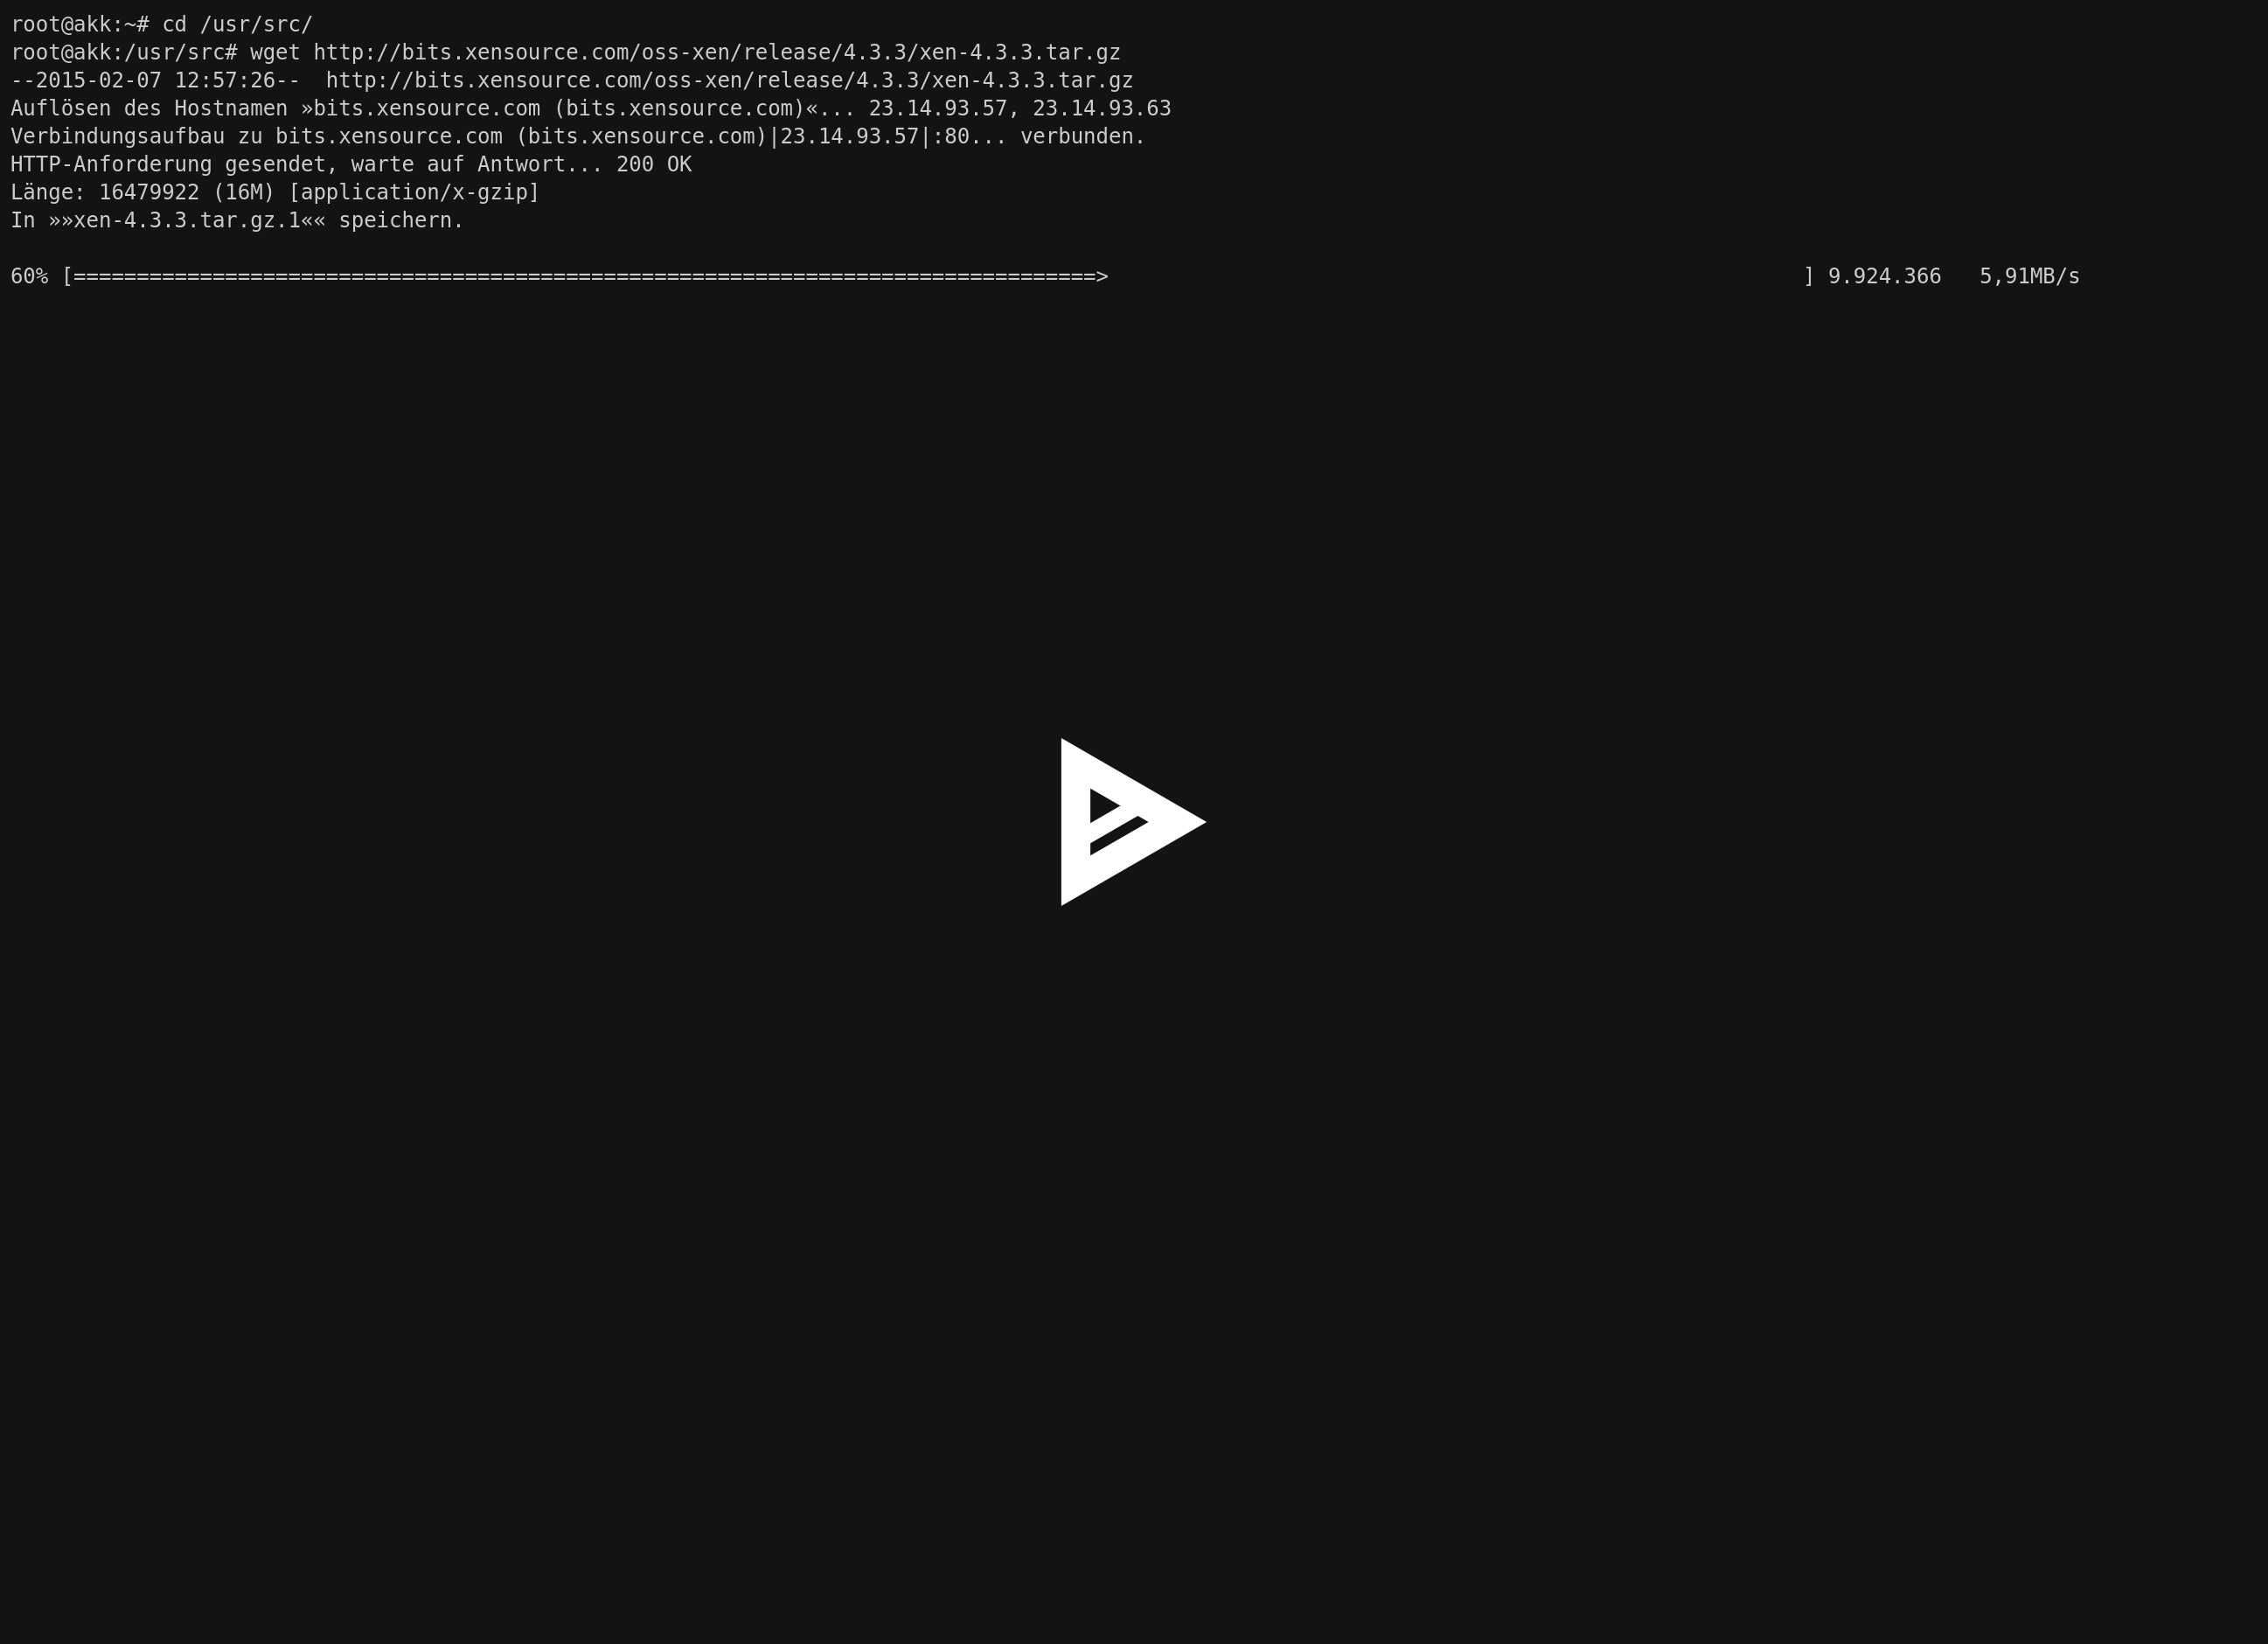 root@akk:~# cd /usr/src/
root@akk:/usr/src# wget http://bits.xensource.com/oss-xen/release/4.3.3/xen-4.3.3.tar.gz
--2015-02-07 12:57:26--  http://bits.xensource.com/oss-xen/release/4.3.3/xen-4.3.3.tar.gz
Auflösen des Hostnamen »bits.xensource.com (bits.xensource.com)«... 23.14.93.57, 23.14.93.63
Verbindungsaufbau zu bits.xensource.com (bits.xensource.com)|23.14.93.57|:80... verbunden.
HTTP-Anforderung gesendet, warte auf Antwort... 200 OK
Länge: 16479922 (16M) [application/x-gzip]
In »»xen-4.3.3.tar.gz.1«« speichern.
60% [=================================================================================>                                                       ] 9.924.366   5,91MB/s